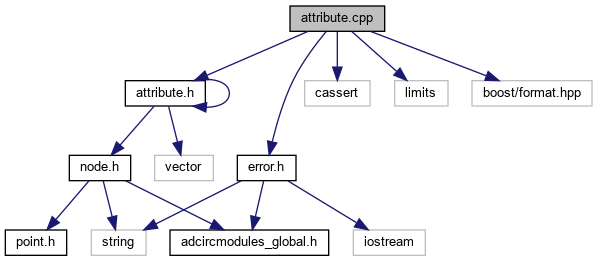 attribute.cpp
attribute.h
cassert
limits
boost/format.hpp
node.h
vector
error.h
point.h
string
adcircmodules_global.h
iostream